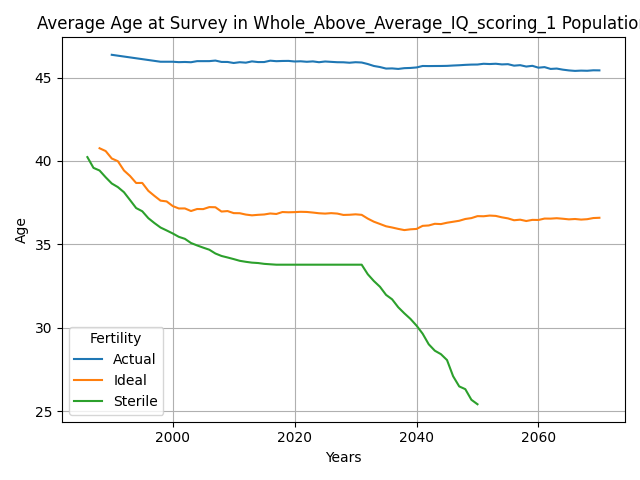 Average Age at Survey in Whole_Above_Average_IQ_scoring_1 Population
Age
45
40
35
30
25
Fertility
Actual
Ideal
Sterile
2000 2020 2040 2060
Years